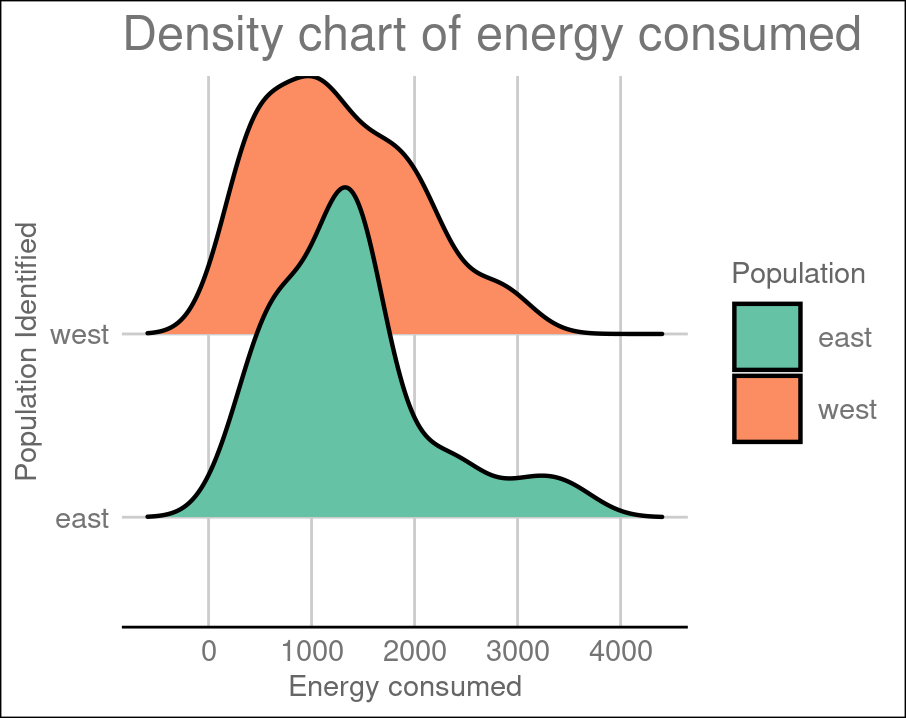 Density chart of energy consumed
Population Identified
west
east
0 1000 2000 3000 4000
Energy consumed
Population
east
west